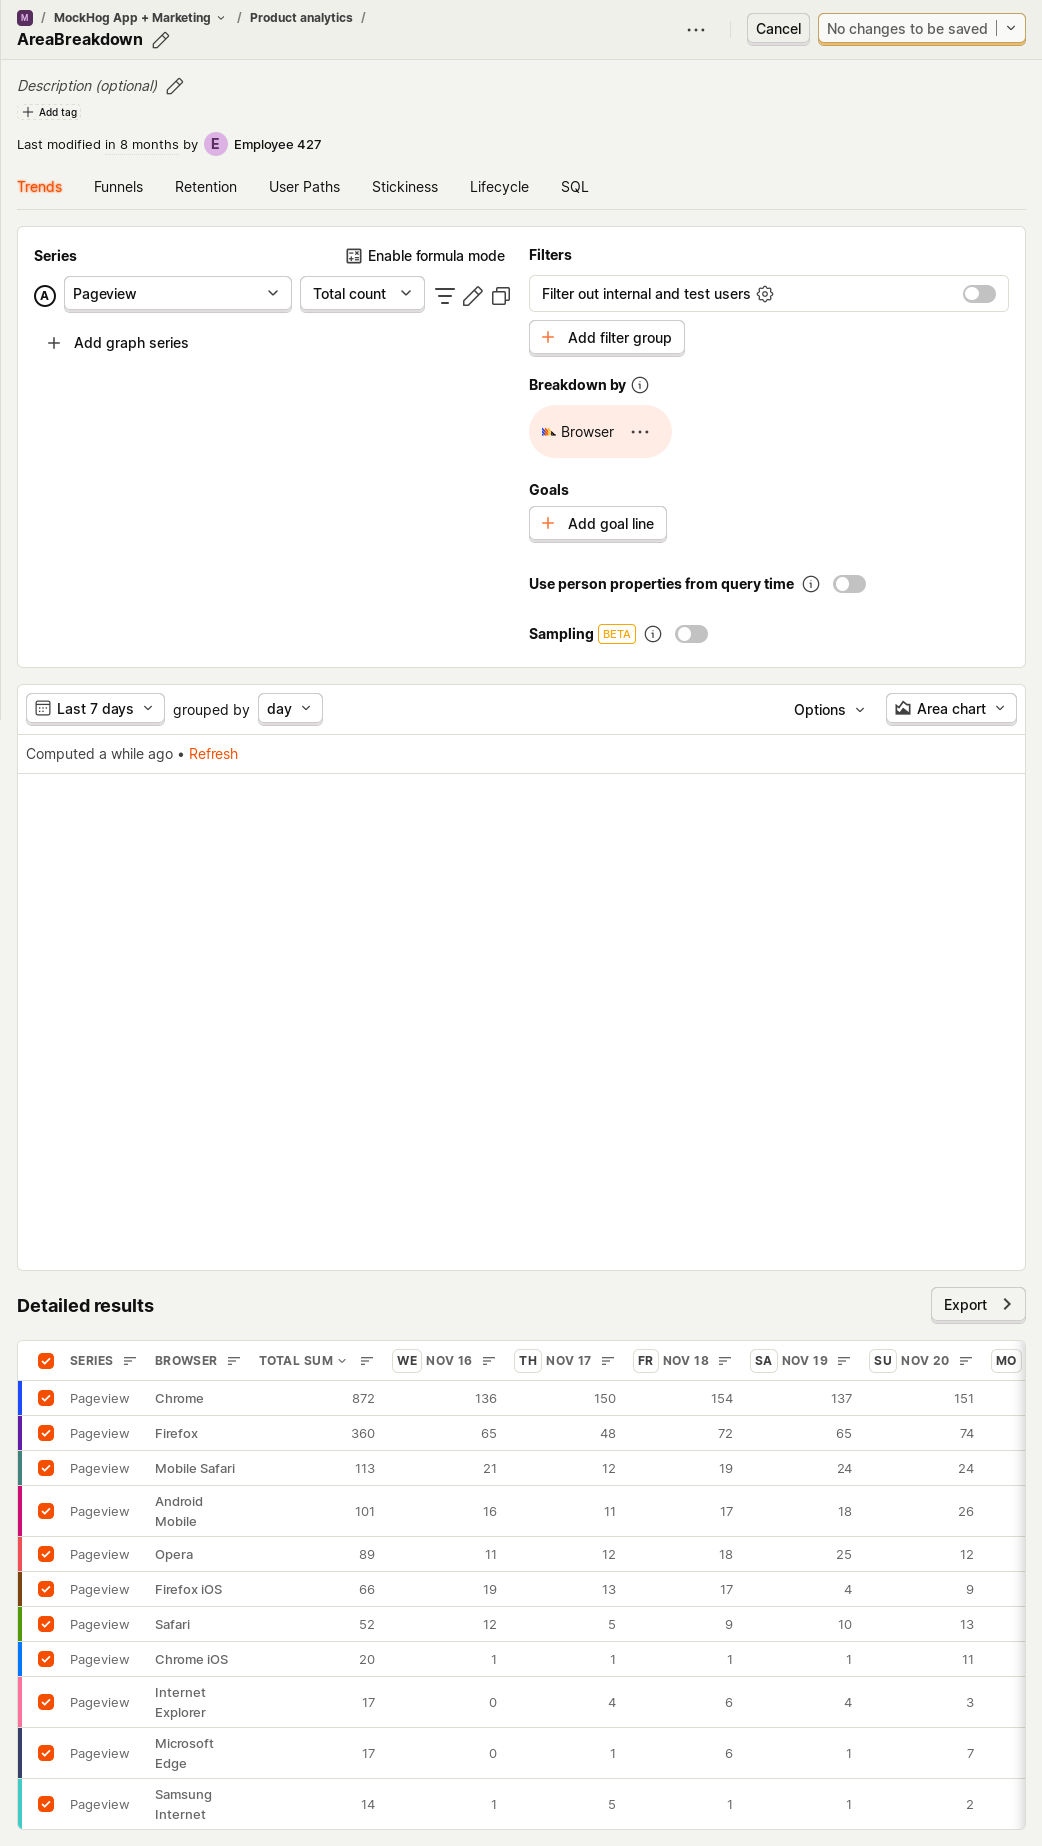 M / MockHog App + Marketing / Product analytics /
AreaBreakdown
Cancel
No changes to be saved
Description (optional)
Add tag
Last modified in 8 months by E Employee 427
Trends Funnels Retention User Paths Stickiness Lifecycle SQL
Series
Enable formula mode
A Pageview Total count
Add graph series
Filters
Filter out internal and test users
Add filter group
Breakdown by
Browser
Goals
Add goal line
Use person properties from query time
Sampling BETA
Last 7 days grouped by day Options Area chart
Computed a while ago • Refresh
Detailed results
Export
SERIES BROWSER TOTAL SUM WE NOV 16 TH NOV 17 FR NOV 18 SA NOV 19 SU NOV 20 MO
Pageview Chrome 872 136 150 154 137 151
Pageview Firefox 360 65 48 72 65 74
Pageview Mobile Safari 113 21 12 19 24 24
Pageview Android
Mobile 101 16 11 17 18 26
Pageview Opera 89 11 12 18 25 12
Pageview Firefox iOS 66 19 13 17 4 9
Pageview Safari 52 12 5 9 10 13
Pageview Chrome iOS 20 1 1 1 1 11
Pageview Internet
Explorer 17 0 4 6 4 3
Pageview Microsoft
Edge 17 0 1 6 1 7
Pageview Samsung
Internet 14 1 5 1 1 2